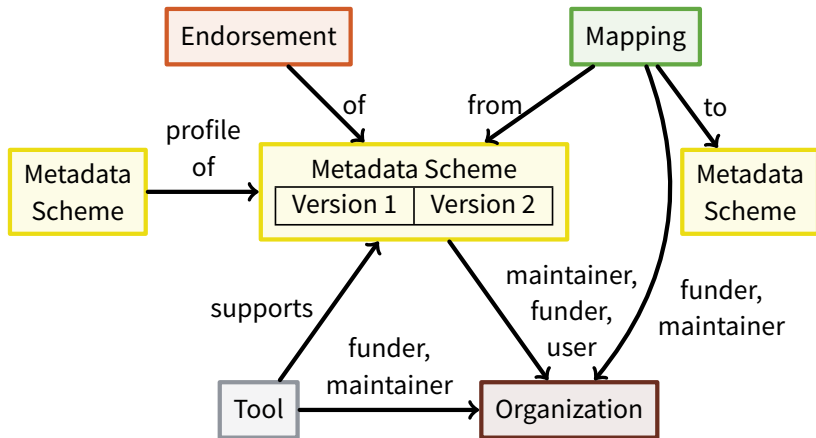 Endorsement
Mapping
of
from
to
profile
of
Metadata
Scheme
Metadata Scheme
Version 1
Version 2
Metadata
Scheme
supports
maintainer,
funder,
user
funder,
maintainer
funder,
maintainer
Tool
Organization